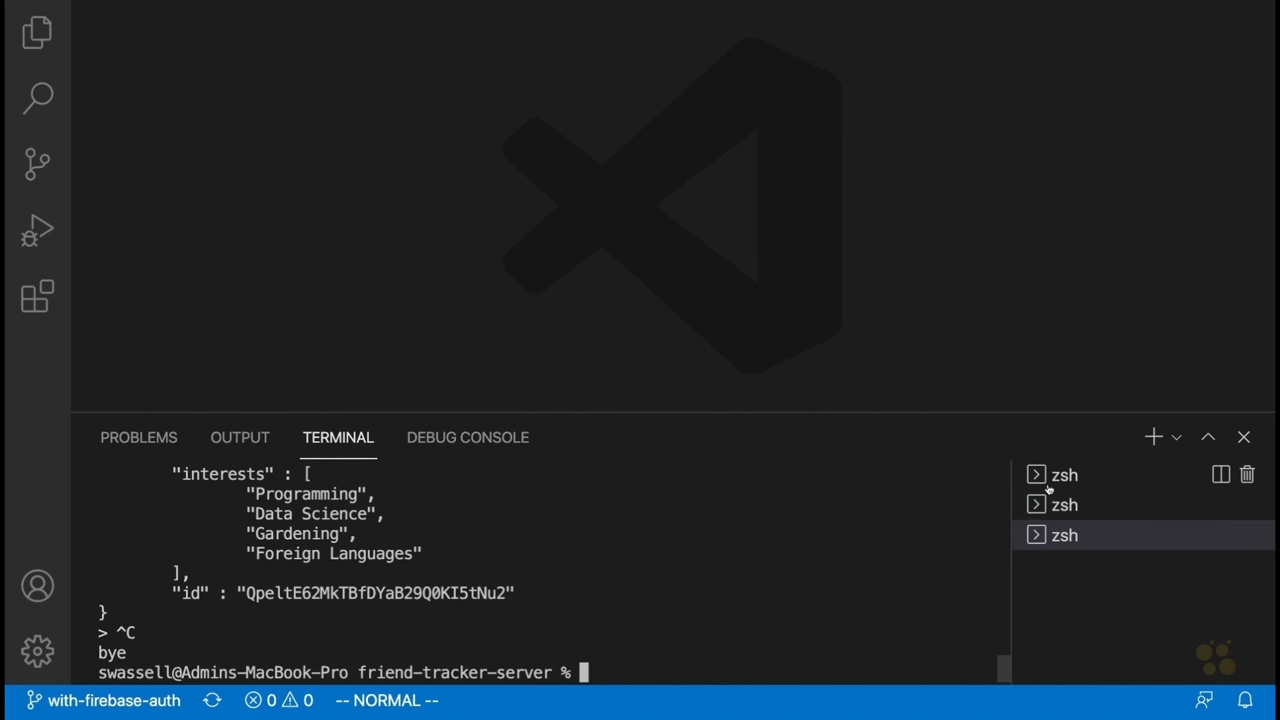 PROBLEMS OUTPUT TERMINAL DEBUG CONSOLE
"interests" : [
"Programming",
"Data Science",
"Gardening",
"Foreign Languages"
],
"id" : "QpeltE62MkTBfDYaB29Q0KI5tNu2"
}
> ^C
bye
swassell@Admins-MacBook-Pro friend-tracker-server %
zsh
zsh
zsh
with-firebase-auth 0 0 -- NORMAL --